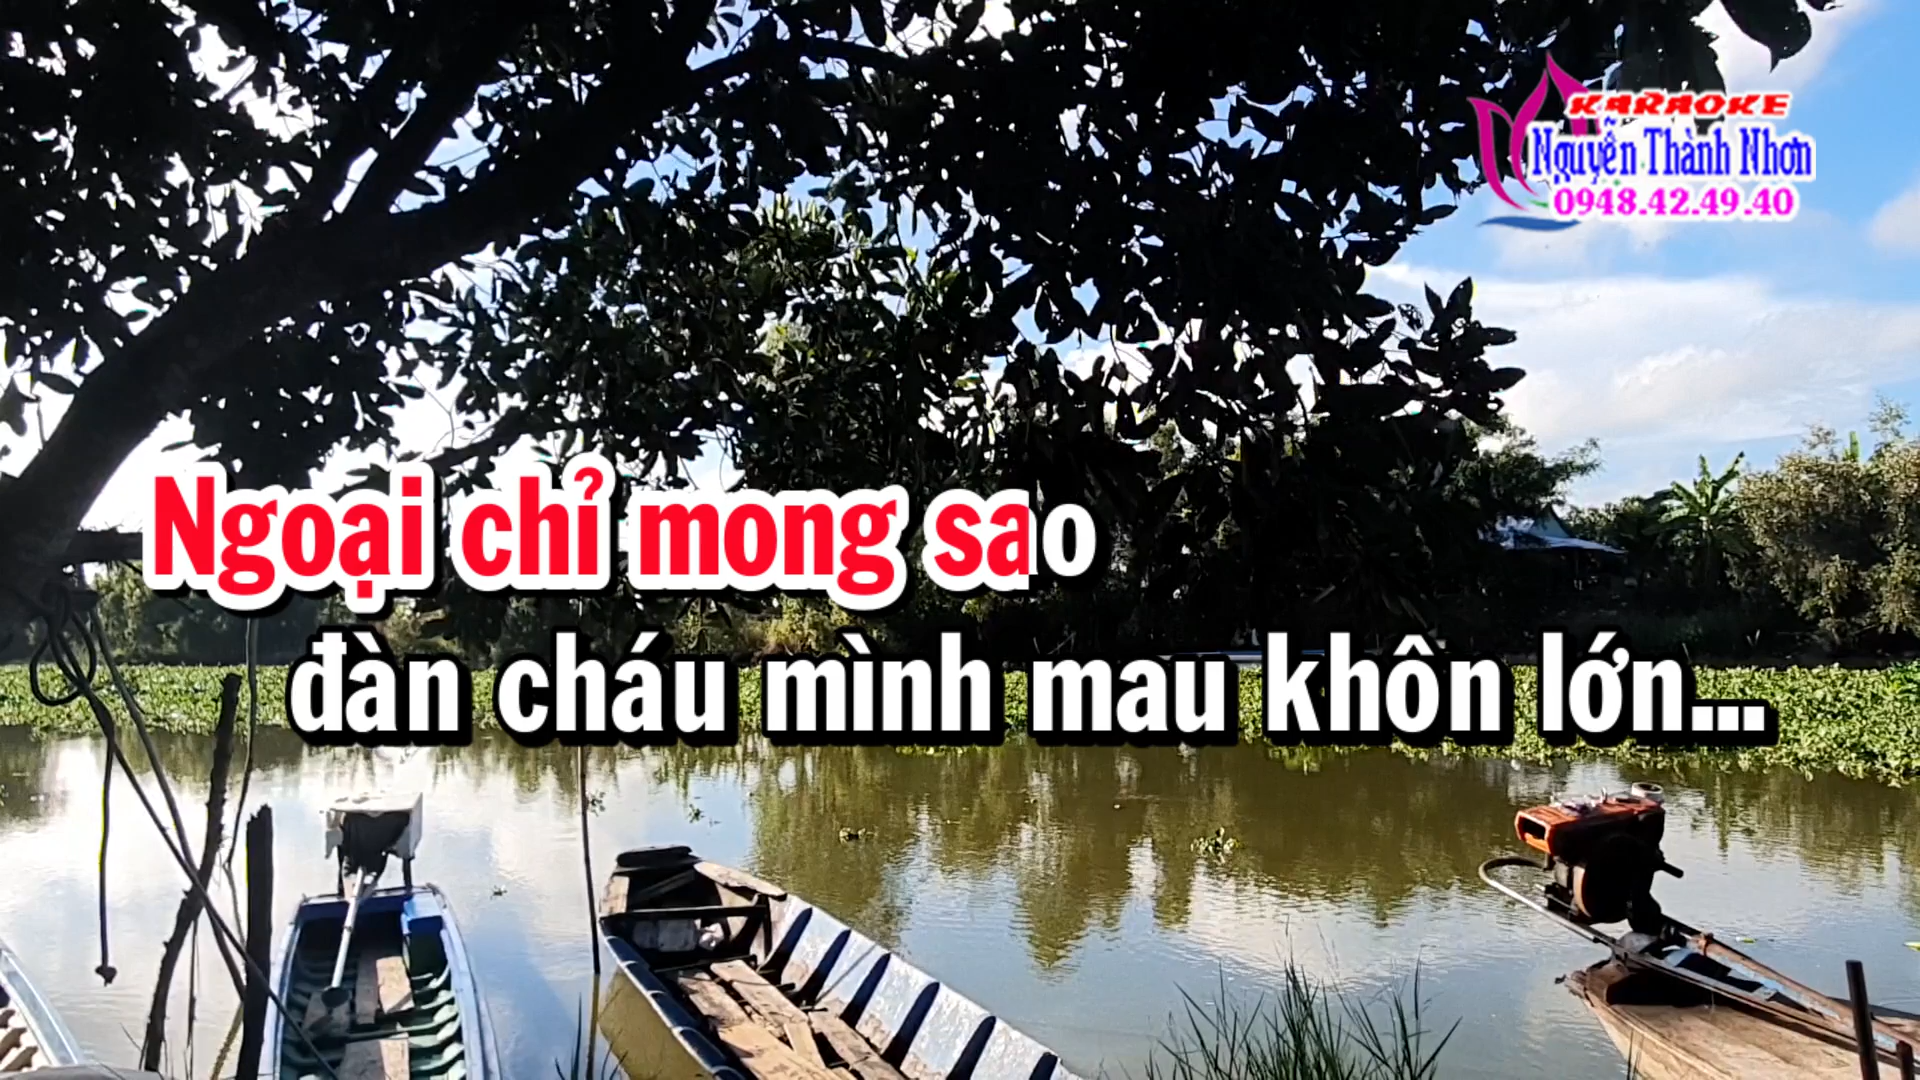 KARAOKE
Nguyễn Thành Nhơn
0948.42.49.40
Ngoại chỉ mong sao
đàn cháu mình mau khôn lớn...